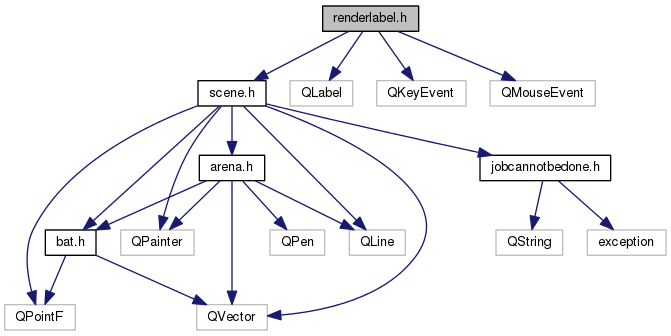 renderlabel.h
scene.h
QLabel
QKeyEvent
QMouseEvent
arena.h
jobcannotbedone.h
bat.h
QPainter
QPen
QLine
QString
exception
QPointF
QVector